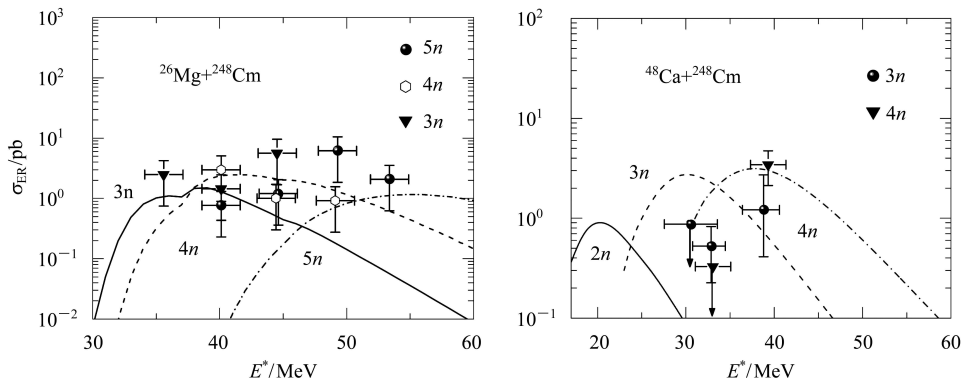 10³
10²
10¹
10⁰
10⁻¹
10⁻²
σER/pb
²⁶Mg+²⁴⁸Cm
5n
4n
3n
3n
4n
5n
30 40 50 60
E*/MeV
10³
10²
10¹
10⁰
10⁻¹
⁴⁸Ca+²⁴⁸Cm
3n
4n
3n
2n
4n
20 30 40 50 60
E*/MeV